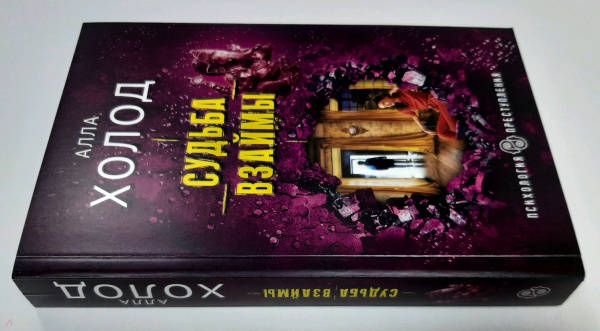 АЛЛА
ХОЛОД
СУДЬБА
ВЗАЙМЫ
ПСИХОЛОГИЯ ПРЕСТУПЛЕНИЯ
АЛЛА
ХОЛОД
СУДЬБА ВЗАЙМЫ